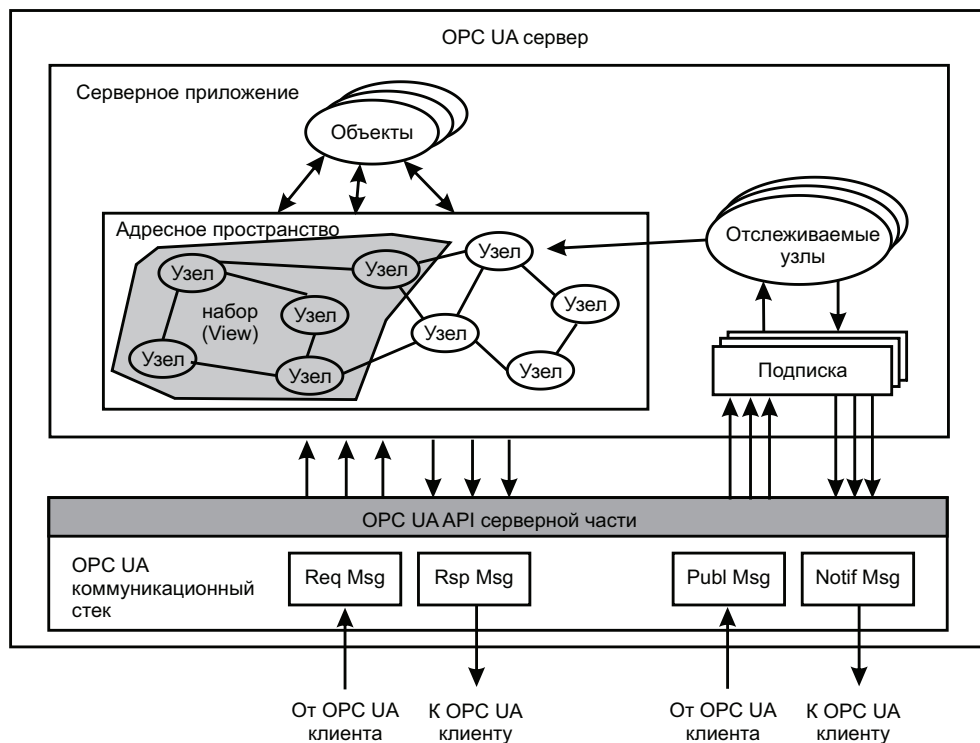 OPC UA сервер
Серверное приложение
Объекты
Адресное пространство
Отслеживаемые
узлы
Узел
Узел
Узел
набор
(View)
Узел
Узел
Узел
Узел
Узел
Узел
Подписка
OPC UA API серверной части
OPC UA
коммуникационный
стек
Req Msg
Rsp Msg
Publ Msg
Notif Msg
От OPC UA
клиента
К OPC UA
клиенту
От OPC UA
клиента
К OPC UA
клиенту